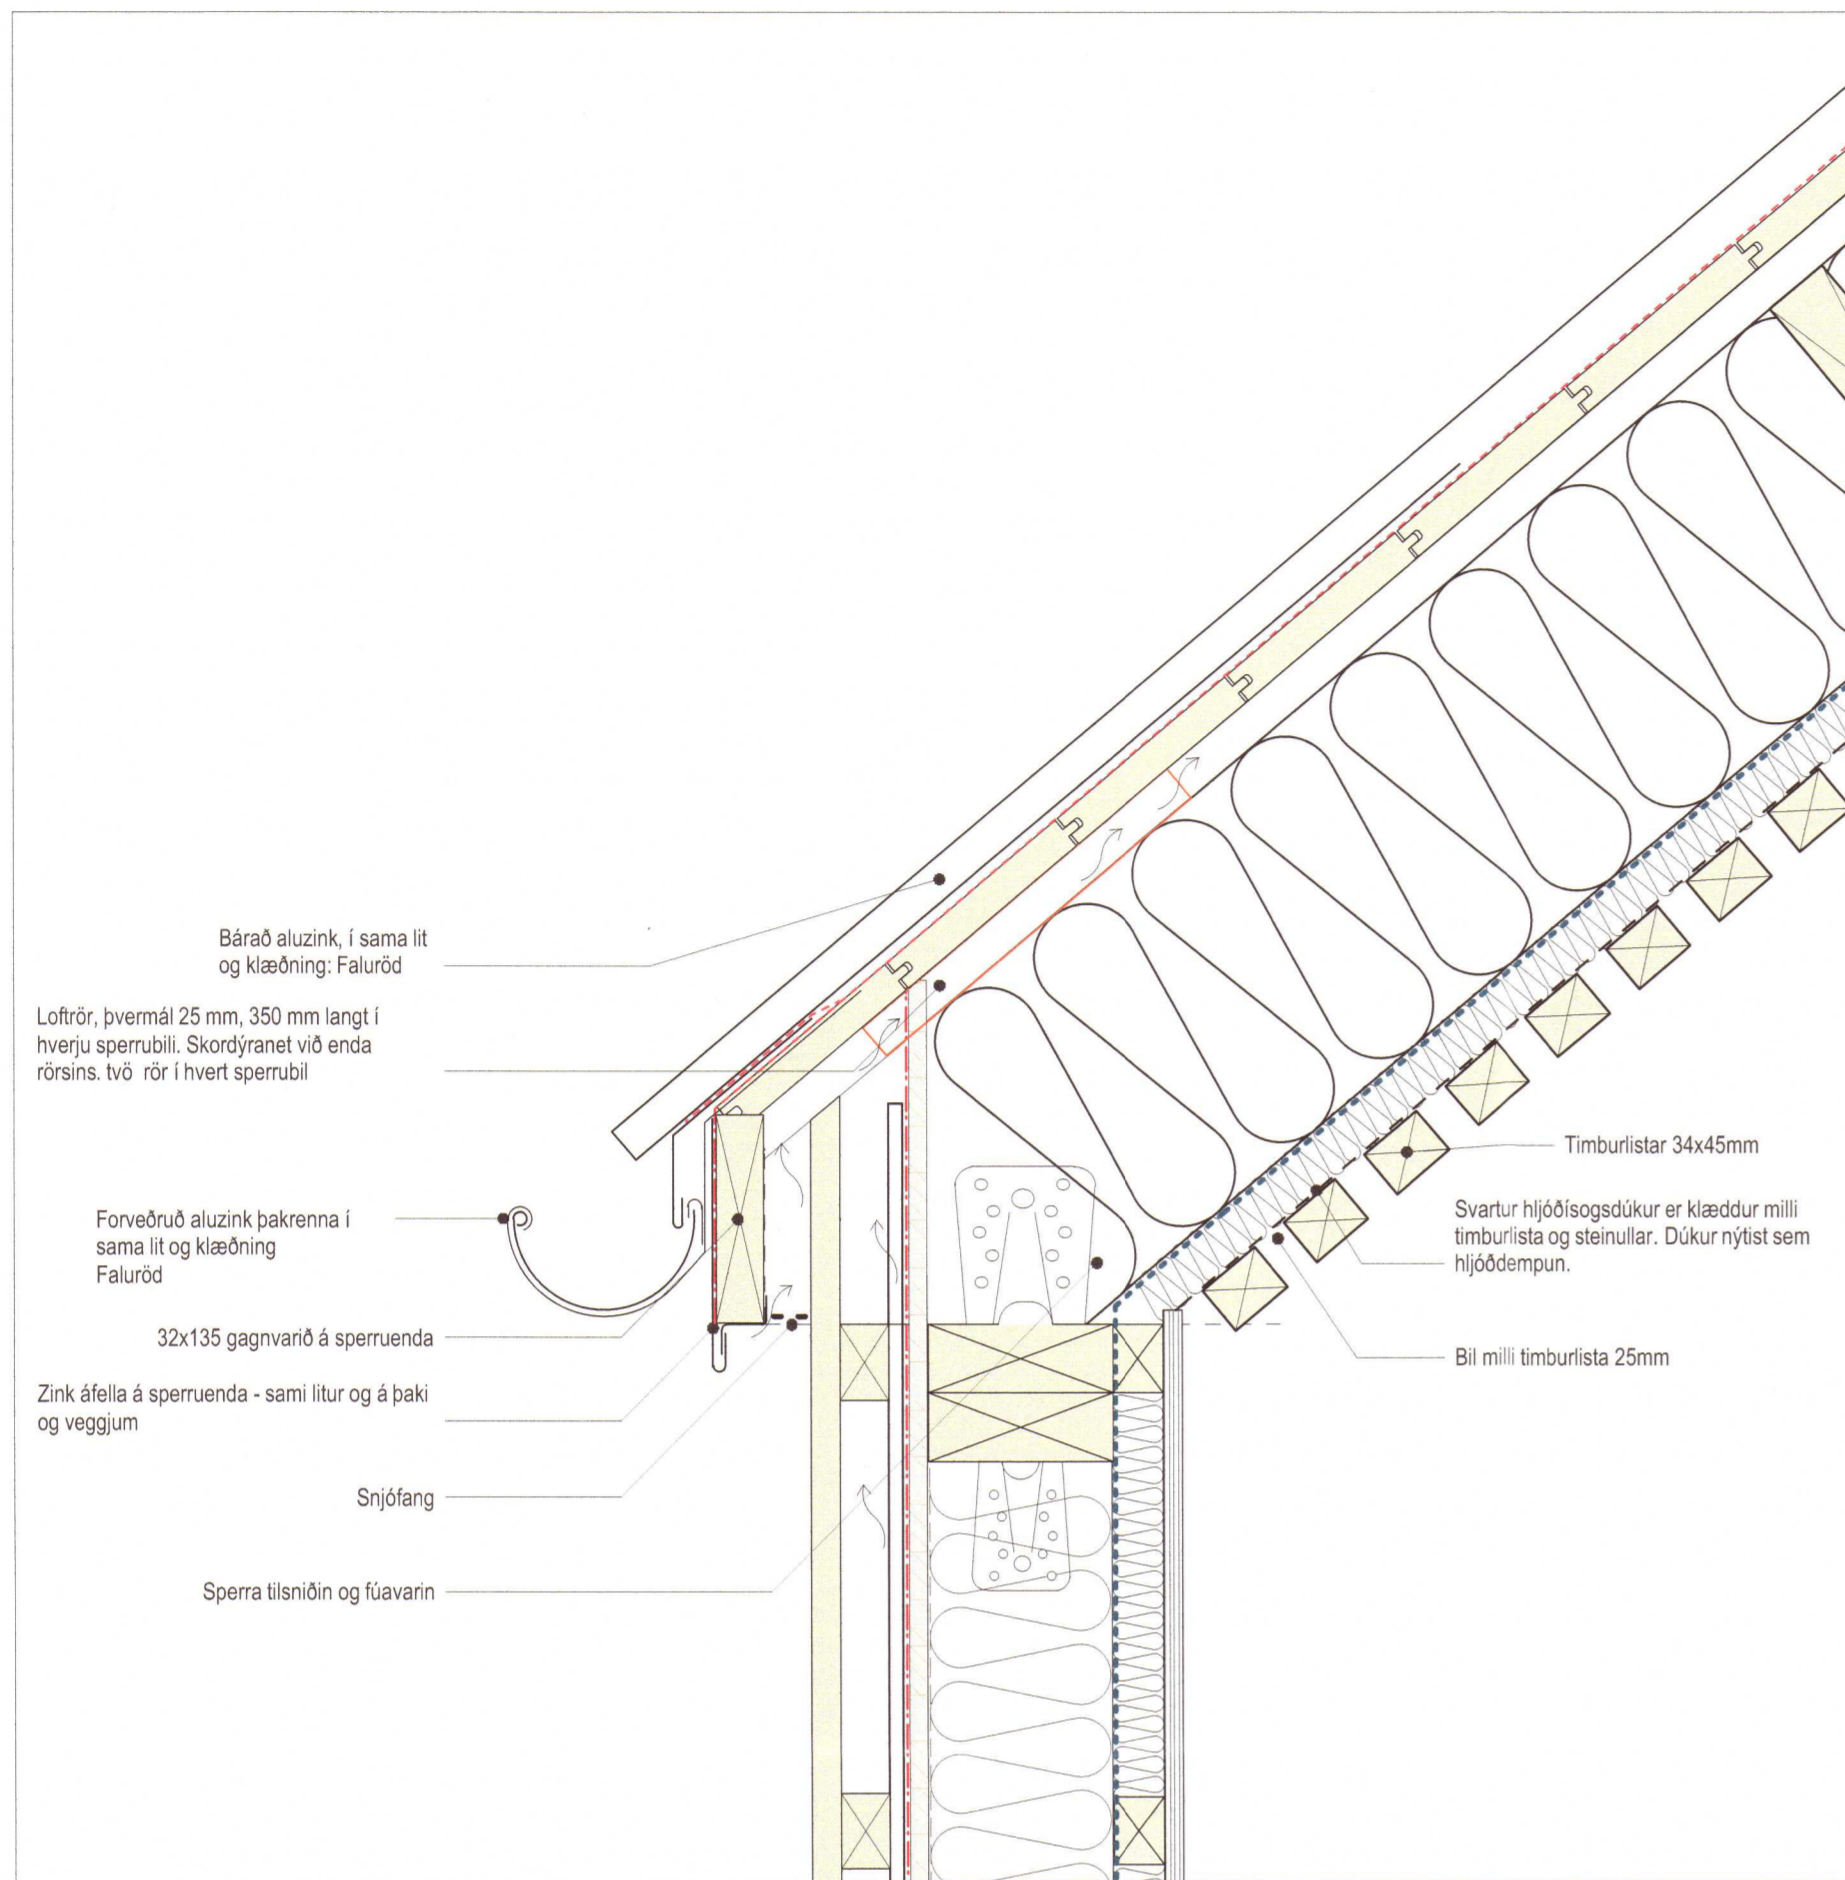 Bárað aluzink, í sama lit
og klæðning: Faluröd
Loftrör, þvermál 25 mm, 350 mm langt í
hverju sperrubili. Skordýranet við enda
rörsins. tvö rör í hvert sperrubil
Forveðruð aluzink þakrenna í
sama lit og klæðning
Faluröd
32x135 gagnvarið á sperruenda
Zink áfella á sperruenda - sami litur og á þaki
og veggjum
Snjófang
Sperra tilsniðin og fúavarin
Timburlistar 34x45mm
Svartur hljóðísogsdúkur er klæddur milli
timburlista og steinullar. Dúkur nýtist sem
hljóðdempun.
Bil milli timburlista 25mm